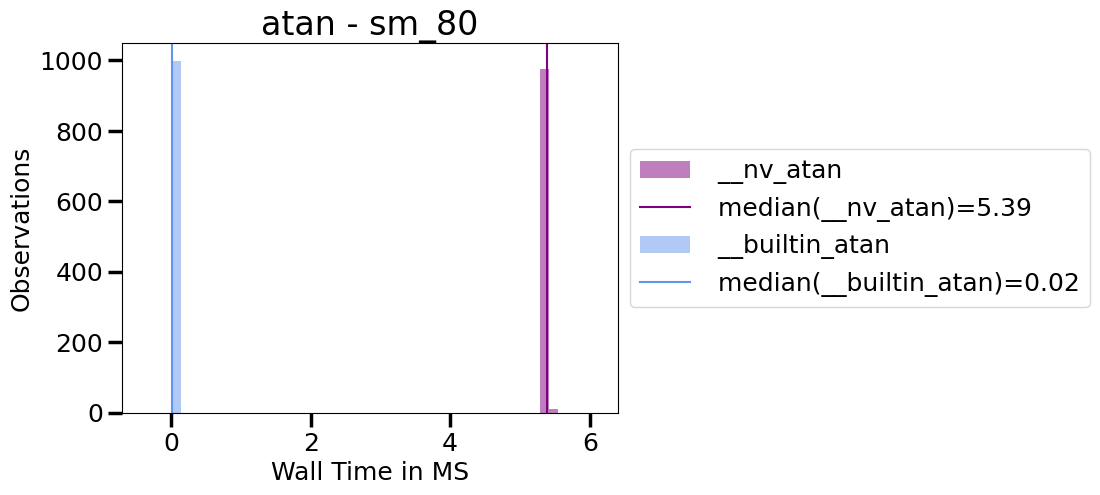 atan - sm_80
1000
800
600
400
200
0
Observations
0 2 4 6
Wall Time in MS
__nv_atan
median(__nv_atan)=5.39
__builtin_atan
median(__builtin_atan)=0.02